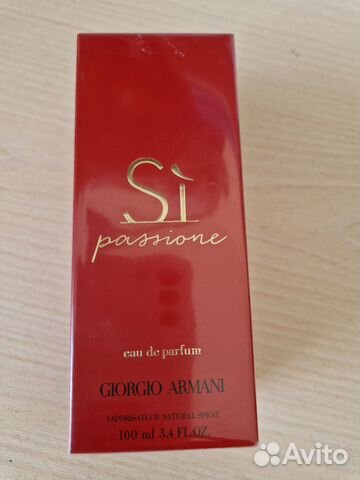 Sì
passione
eau de parfum
GIORGIO ARMANI
VAPORISATEUR NATURAL SPRAY
100 ml 3.4 FL.OZ.
Avito